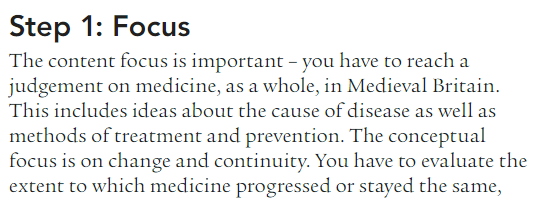 Step 1: Focus
The content focus is important – you have to reach a
judgement on medicine, as a whole, in Medieval Britain.
This includes ideas about the cause of disease as well as
methods of treatment and prevention. The conceptual
focus is on change and continuity. You have to evaluate the
extent to which medicine progressed or stayed the same,